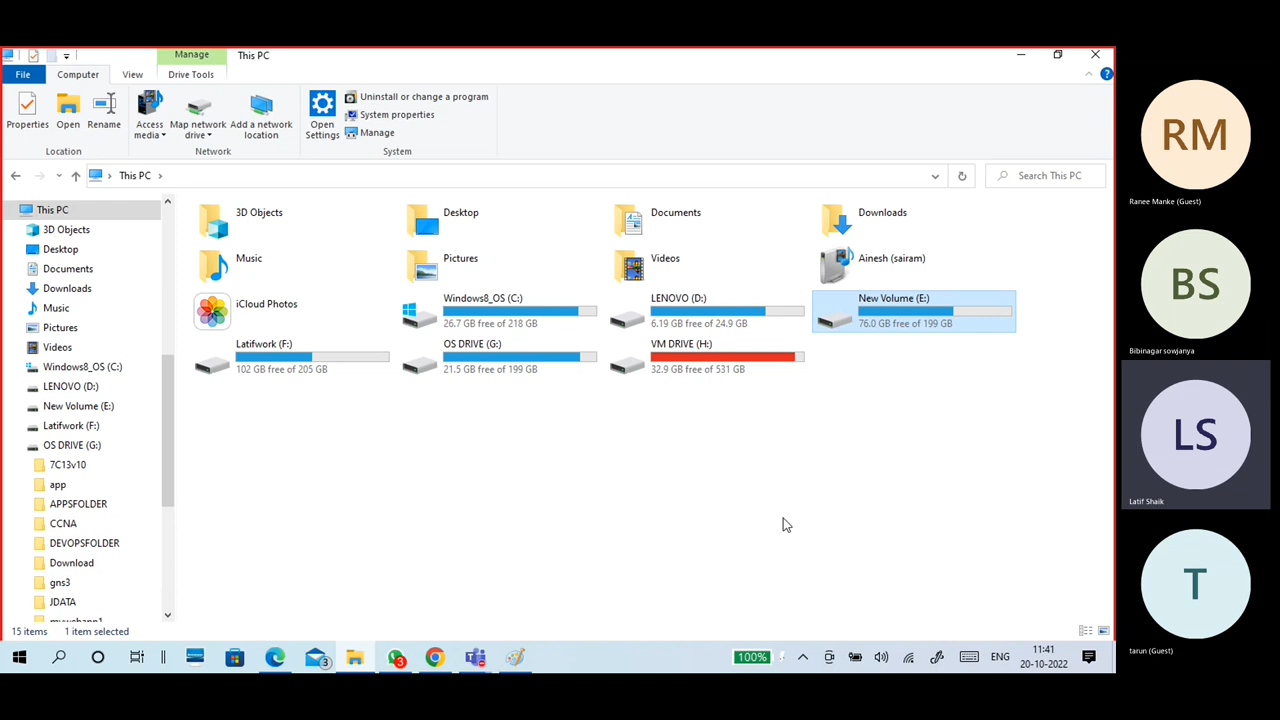 Manage
This PC
File
Computer
View
Drive Tools
Properties
Open
Rename
Access media
Map network drive
Add a network location
Open Settings
Uninstall or change a program
System properties
Manage
Location
Network
System
This PC
Search This PC
This PC
3D Objects
Desktop
Documents
Downloads
Music
Pictures
Videos
Windows8_OS (C:)
LENOVO (D:)
New Volume (E:)
Latifwork (F:)
OS DRIVE (G:)
7C13v10
app
APPSFOLDER
CCNA
DEVOPSFOLDER
Download
gns3
JDATA
3D Objects
Desktop
Documents
Downloads
Music
Pictures
Videos
Ainesh (sairam)
iCloud Photos
Windows8_OS (C:)
26.7 GB free of 218 GB
LENOVO (D:)
6.19 GB free of 24.9 GB
New Volume (E:)
76.0 GB free of 199 GB
Latifwork (F:)
102 GB free of 205 GB
OS DRIVE (G:)
21.5 GB free of 199 GB
VM DRIVE (H:)
32.9 GB free of 531 GB
15 items
1 item selected
3
3
100%
ENG
11:41
20-10-2022
RM
Ranee Manke (Guest)
BS
Bibinagar sowjanya
LS
Latif Shaik
T
tarun (Guest)